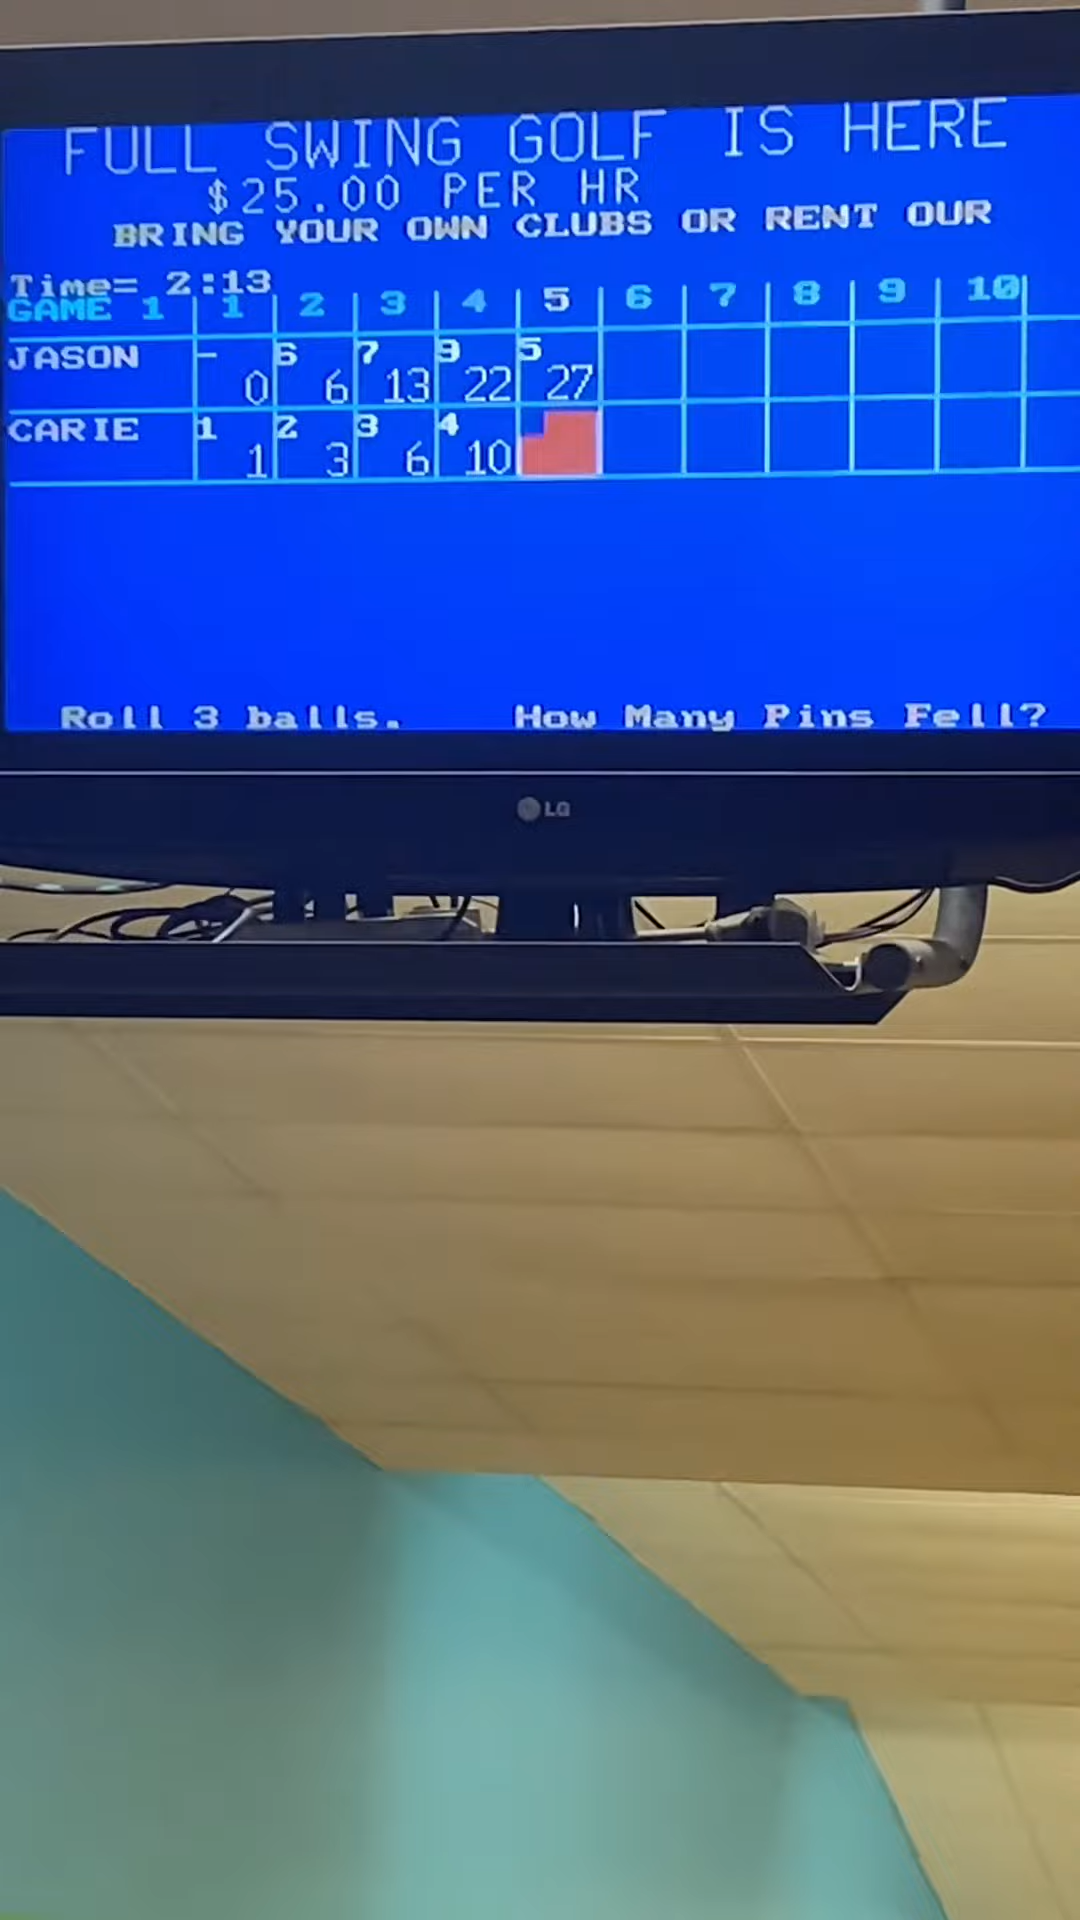 FULL SWING GOLF IS HERE
$25.00 PER HR
BRING YOUR OWN CLUBS OR RENT OUR
Time= 2:13
GAME 1 1 2 3 4 5 6 7 8 9 10
JASON - 6 7 9 5
0 6 13 22 27
CARIE 1 2 3 4
1 3 6 10
Roll 3 balls. How Many Pins Fell?
LG